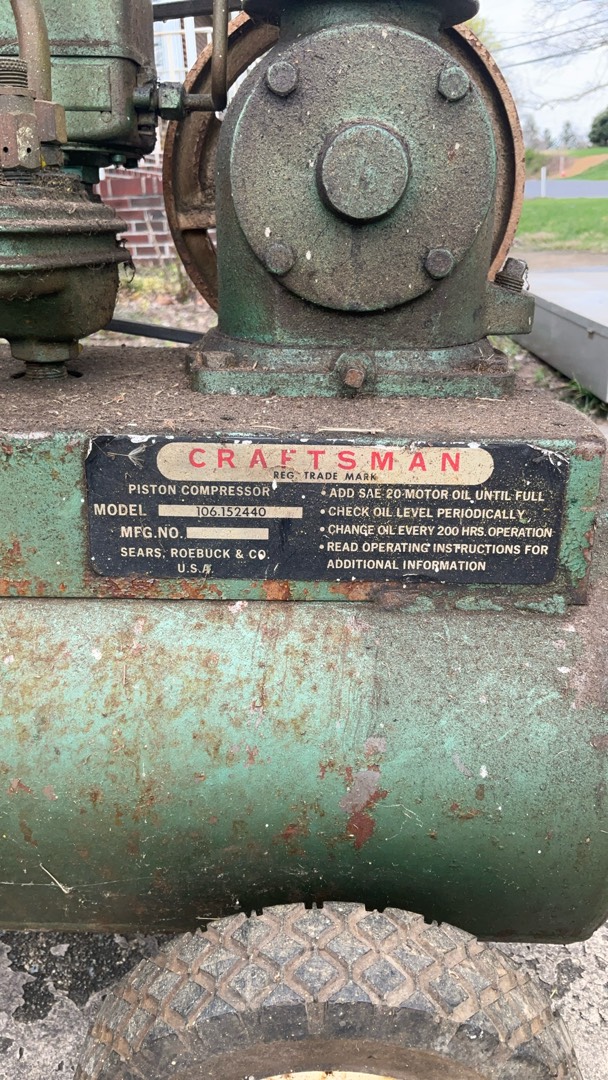 CRAFTSMAN
REG. TRADE MARK
PISTON COMPRESSOR
MODEL 106.152440
MFG.NO.
SEARS, ROEBUCK & CO.
U.S.A.
• ADD SAE 20 MOTOR OIL UNTIL FULL
• CHECK OIL LEVEL PERIODICALLY
• CHANGE OIL EVERY 200 HRS. OPERATION
• READ OPERATING INSTRUCTIONS FOR
ADDITIONAL INFORMATION